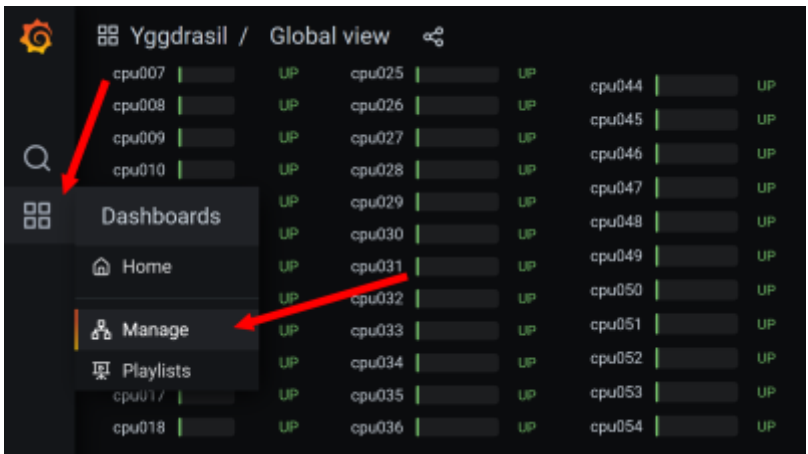 Yggdrasil / Global view
cpu007 UP
cpu008 UP
cpu009 UP
cpu010 UP
UP
UP
UP
UP
UP
UP
cpu017 UP
cpu018 UP
Dashboards
Home
Manage
Playlists
cpu025 UP
cpu026 UP
cpu027 UP
cpu028 UP
cpu029 UP
cpu030 UP
cpu031 UP
cpu032 UP
cpu033 UP
cpu034 UP
cpu035 UP
cpu036 UP
cpu044 UP
cpu045 UP
cpu046 UP
cpu047 UP
cpu048 UP
cpu049 UP
cpu050 UP
cpu051 UP
cpu052 UP
cpu053 UP
cpu054 UP